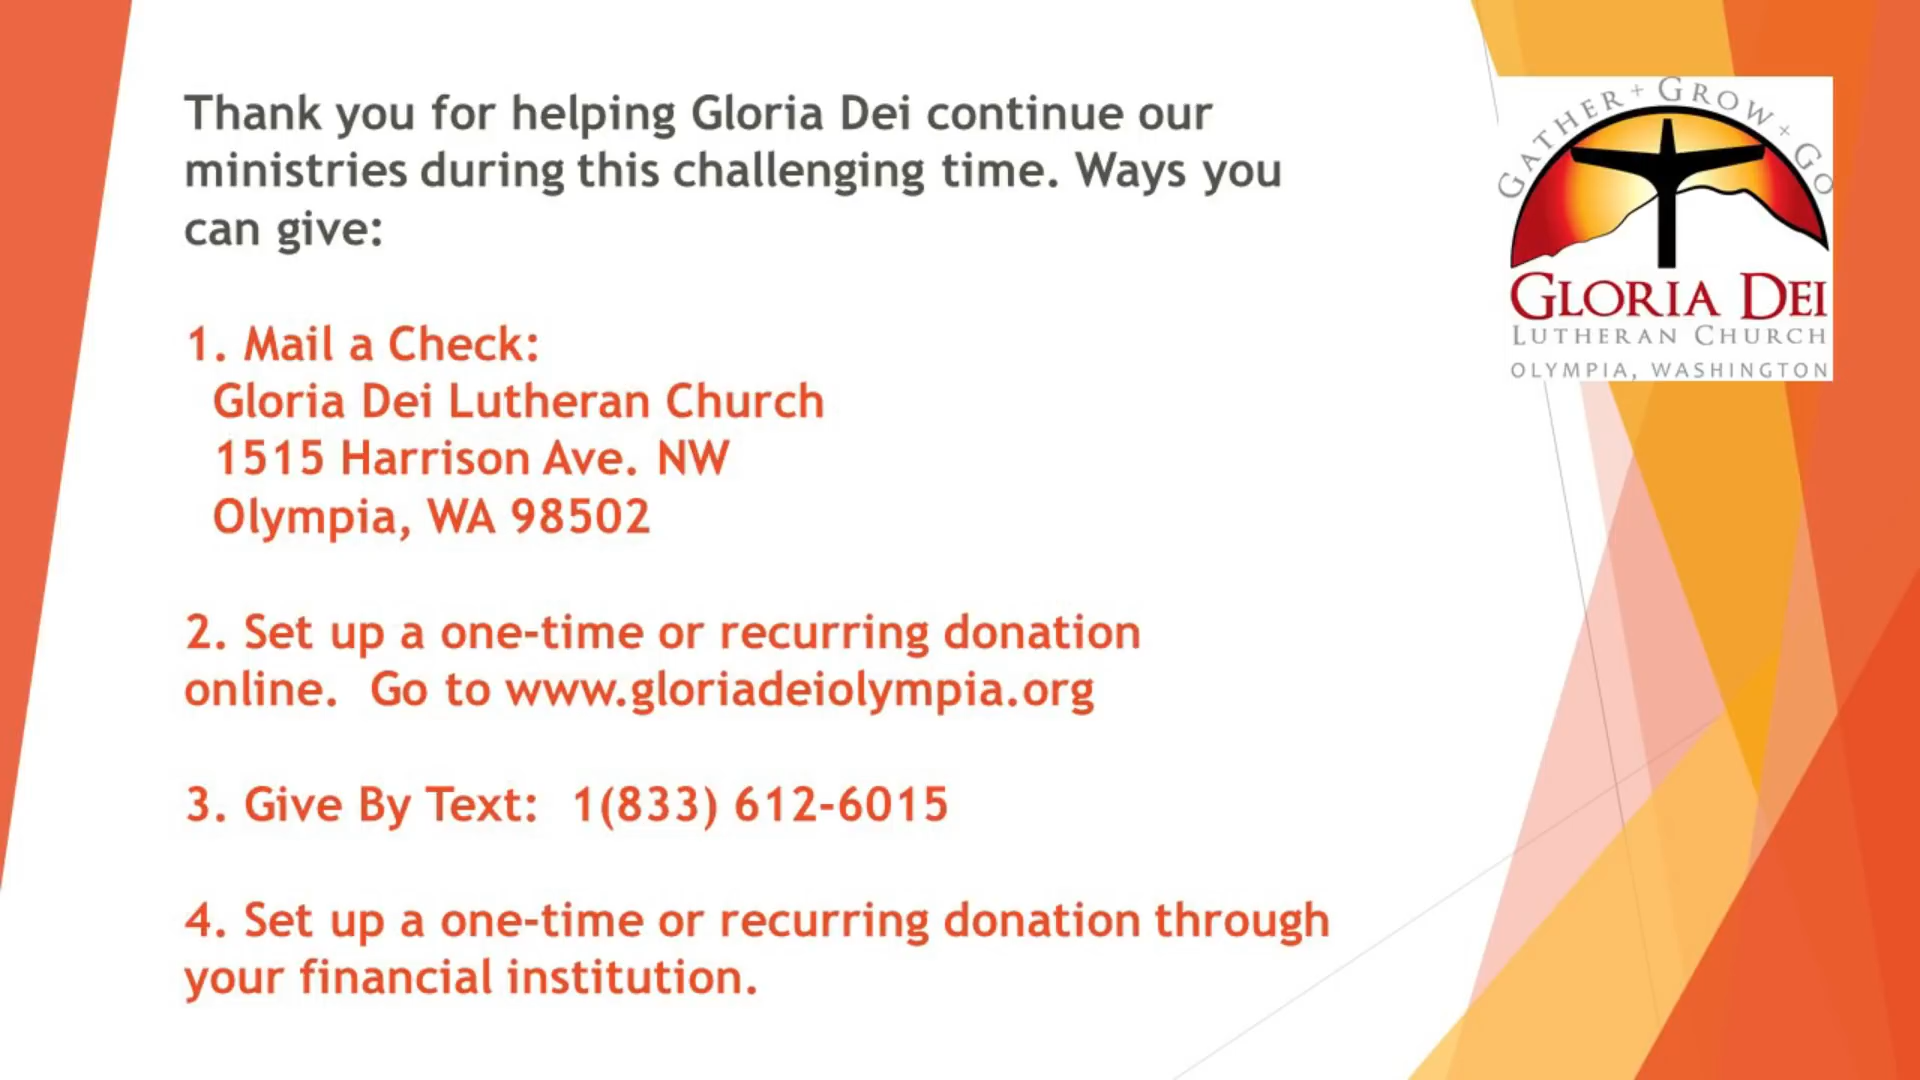 Thank you for helping Gloria Dei continue our
ministries during this challenging time. Ways you
can give:
1. Mail a Check:
Gloria Dei Lutheran Church
1515 Harrison Ave. NW
Olympia, WA 98502
2. Set up a one-time or recurring donation
online. Go to www.gloriadeiolympia.org
3. Give By Text: 1(833) 612-6015
4. Set up a one-time or recurring donation through
your financial institution.
GATHER + GROW + GO
GLORIA DEI
LUTHERAN CHURCH
OLYMPIA, WASHINGTON